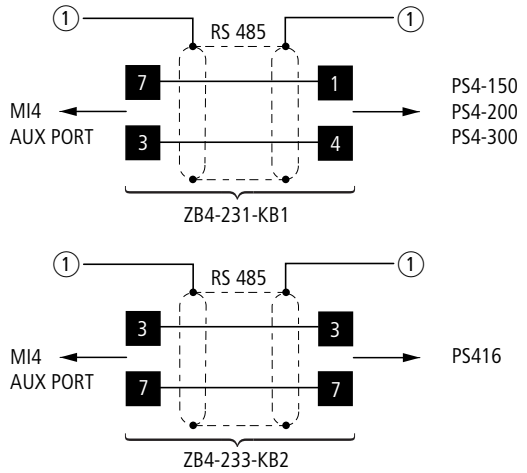 ① RS 485 ①
7 1
MI4
AUX PORT
PS4-150
PS4-200
PS4-300
3 4
ZB4-231-KB1
① RS 485 ①
3 3
MI4
AUX PORT
PS416
7 7
ZB4-233-KB2